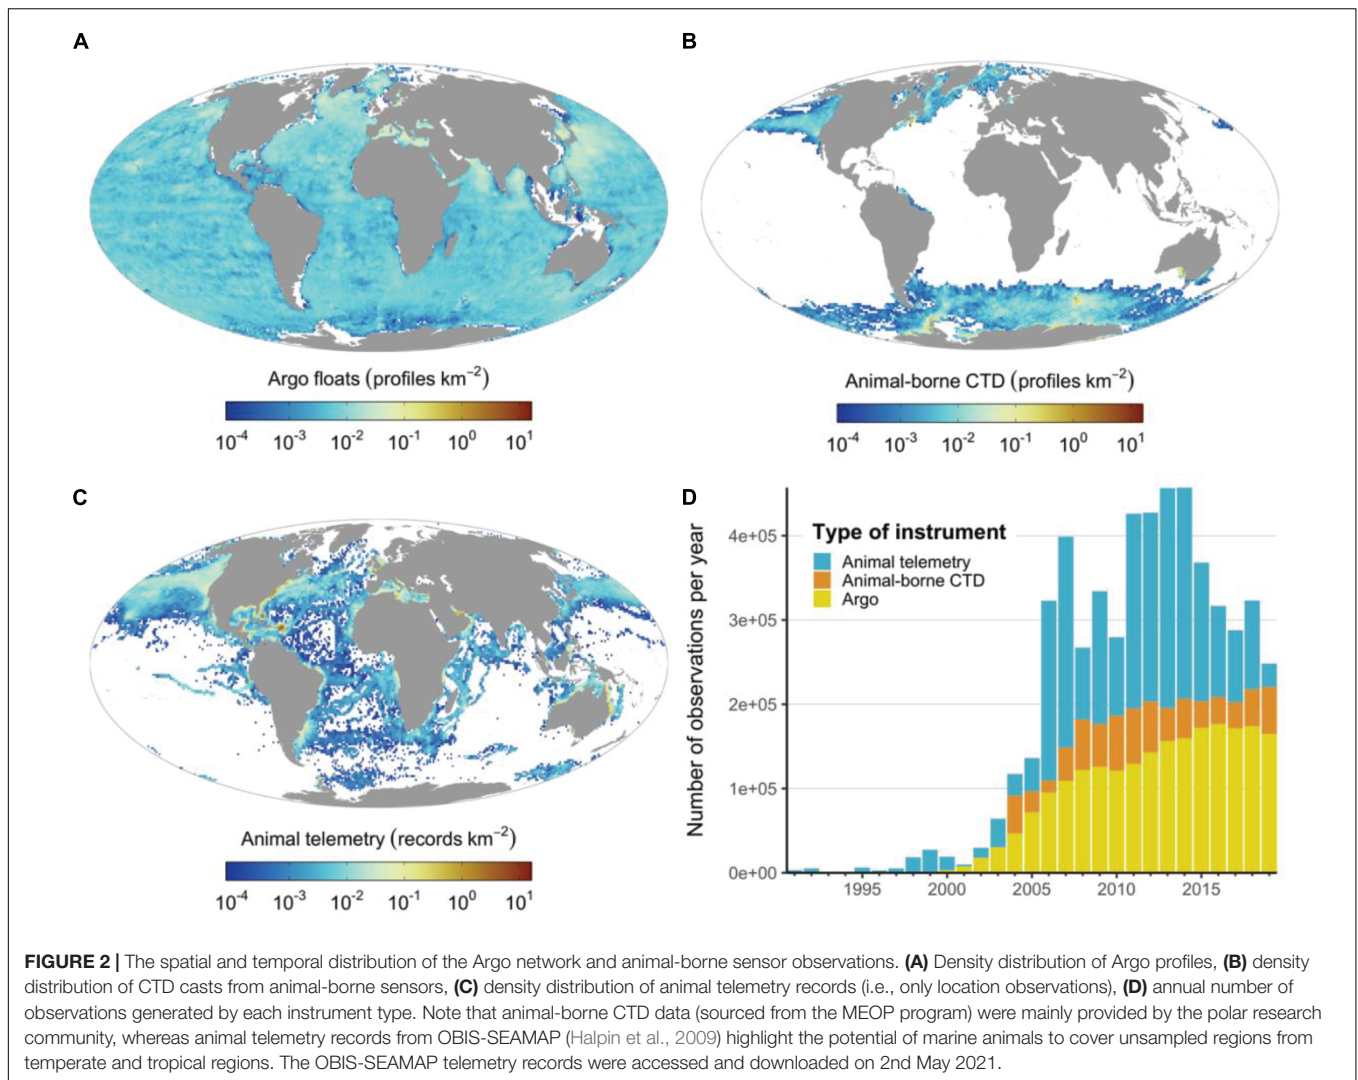 A
B
Argo floats (profiles km−2)
10-4 10-3 10-2 10-1 100 101
Animal-borne CTD (profiles km−2)
10-4 10-3 10-2 10-1 100 101
C
D
Animal telemetry (records km−2)
10-4 10-3 10-2 10-1 100 101
Number of observations per year
4e+05
3e+05
2e+05
1e+05
0e+00
Type of instrument
Animal telemetry
Animal-borne CTD
Argo
1995 2000 2005 2010 2015
FIGURE 2 | The spatial and temporal distribution of the Argo network and animal-borne sensor observations. (A) Density distribution of Argo profiles, (B) density
distribution of CTD casts from animal-borne sensors, (C) density distribution of animal telemetry records (i.e., only location observations), (D) annual number of
observations generated by each instrument type. Note that animal-borne CTD data (sourced from the MEOP program) were mainly provided by the polar research
community, whereas animal telemetry records from OBIS-SEAMAP (Halpin et al., 2009) highlight the potential of marine animals to cover unsampled regions from
temperate and tropical regions. The OBIS-SEAMAP telemetry records were accessed and downloaded on 2nd May 2021.